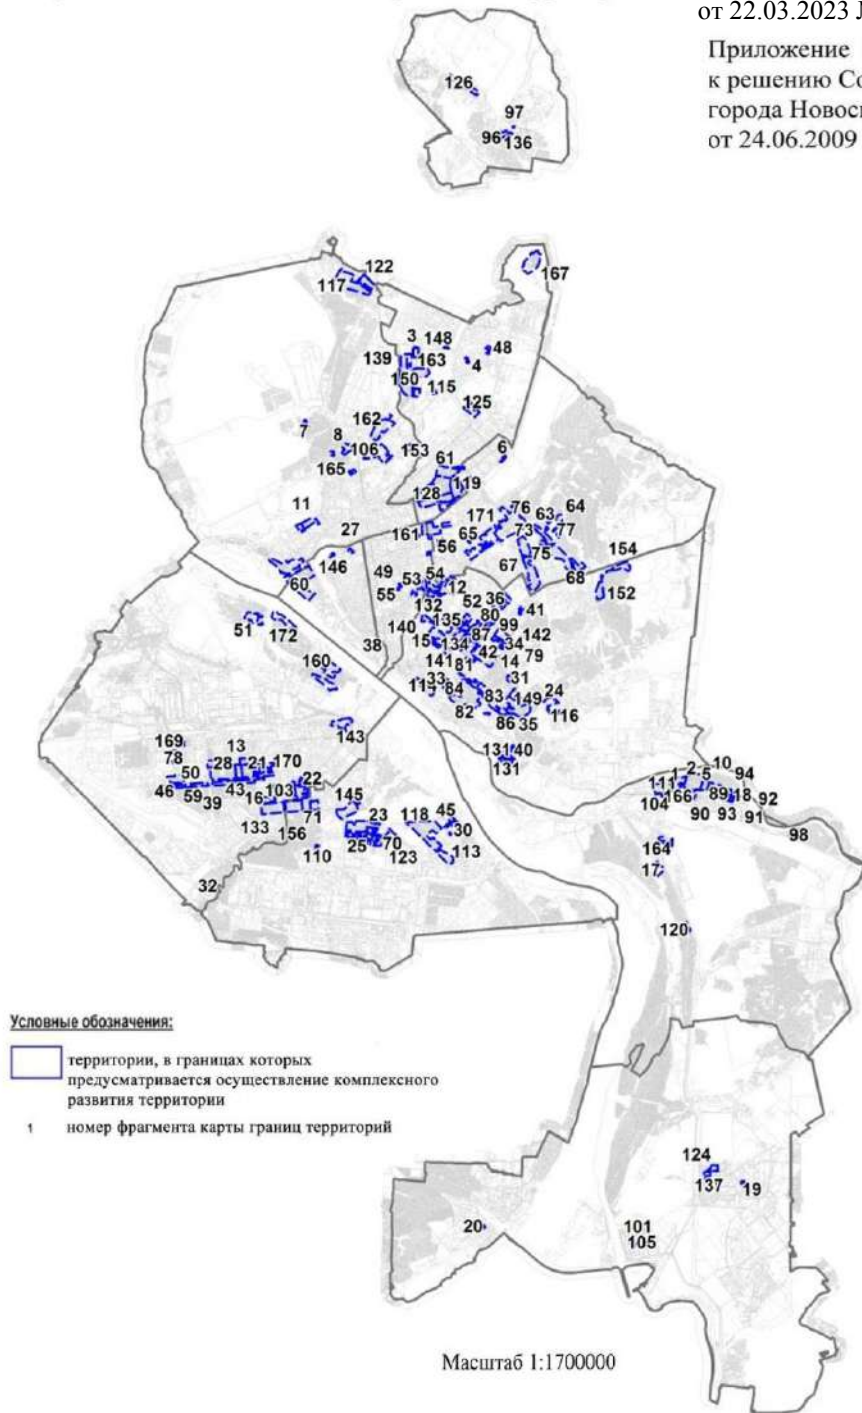 от 22.03.2023
Приложение
к решению
города
от 24.06.2009
126
97
96 136
122
117
167
3 148
139 163 48
4
150 115
125
162
7 8
106 153
165
61 6
128 119
11
171 76 63 64
27 161 65 73 77
56 75
146 67 68 154
60 152
49 53 54 12
55 132 52 36 41
51 172 140 135 80 99
15 134 87 34 142
38 141 81 42 14 79
160 33 31
114 84 83 149 24
82 86 35 116
143
169 13
78 28 21 170
50 22
46 59 43 16 103
39
133 156 71
145 23 118 45
25 70 30
110 123 113
32
131 40
131
1 2 5 10
111 94
104 166 89 18 92
90 93 91
98
164
17
120
Условные обозначения:
территории, в границах которых
предусматривается осуществление комплексного
развития территории
1 номер фрагмента карты границ территорий
124
137 19
20
101
105
Масштаб 1:1700000